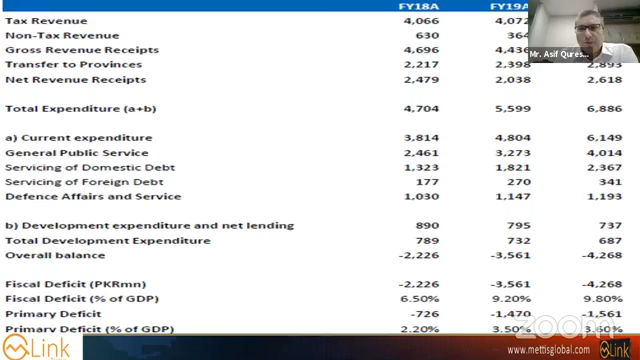 FY18A FY19A
Tax Revenue 4,066 4,072
Non-Tax Revenue 630 364
Gross Revenue Receipts 4,696 4,436
Transfer to Provinces 2,217 2,398 2,893
Net Revenue Receipts 2,479 2,038 2,618
Total Expenditure (a+b) 4,704 5,599 6,886
a) Current expenditure 3,814 4,804 6,149
General Public Service 2,461 3,273 4,014
Servicing of Domestic Debt 1,323 1,821 2,367
Servicing of Foreign Debt 177 270 341
Defence Affairs and Service 1,030 1,147 1,193
b) Development expenditure and net lending 890 795 737
Total Development Expenditure 789 732 687
Overall balance -2,226 -3,561 -4,268
Fiscal Deficit (PKRmn) -2,226 -3,561 -4,268
Fiscal Deficit (% of GDP) 6.50% 9.20% 9.80%
Primary Deficit -726 -1,470 -1,561
Primary Deficit (% of GDP) 2.20% 3.50% 3.60%
Mr. Asif Qures...
zoom
Link
www.mettisglobal.com
Link